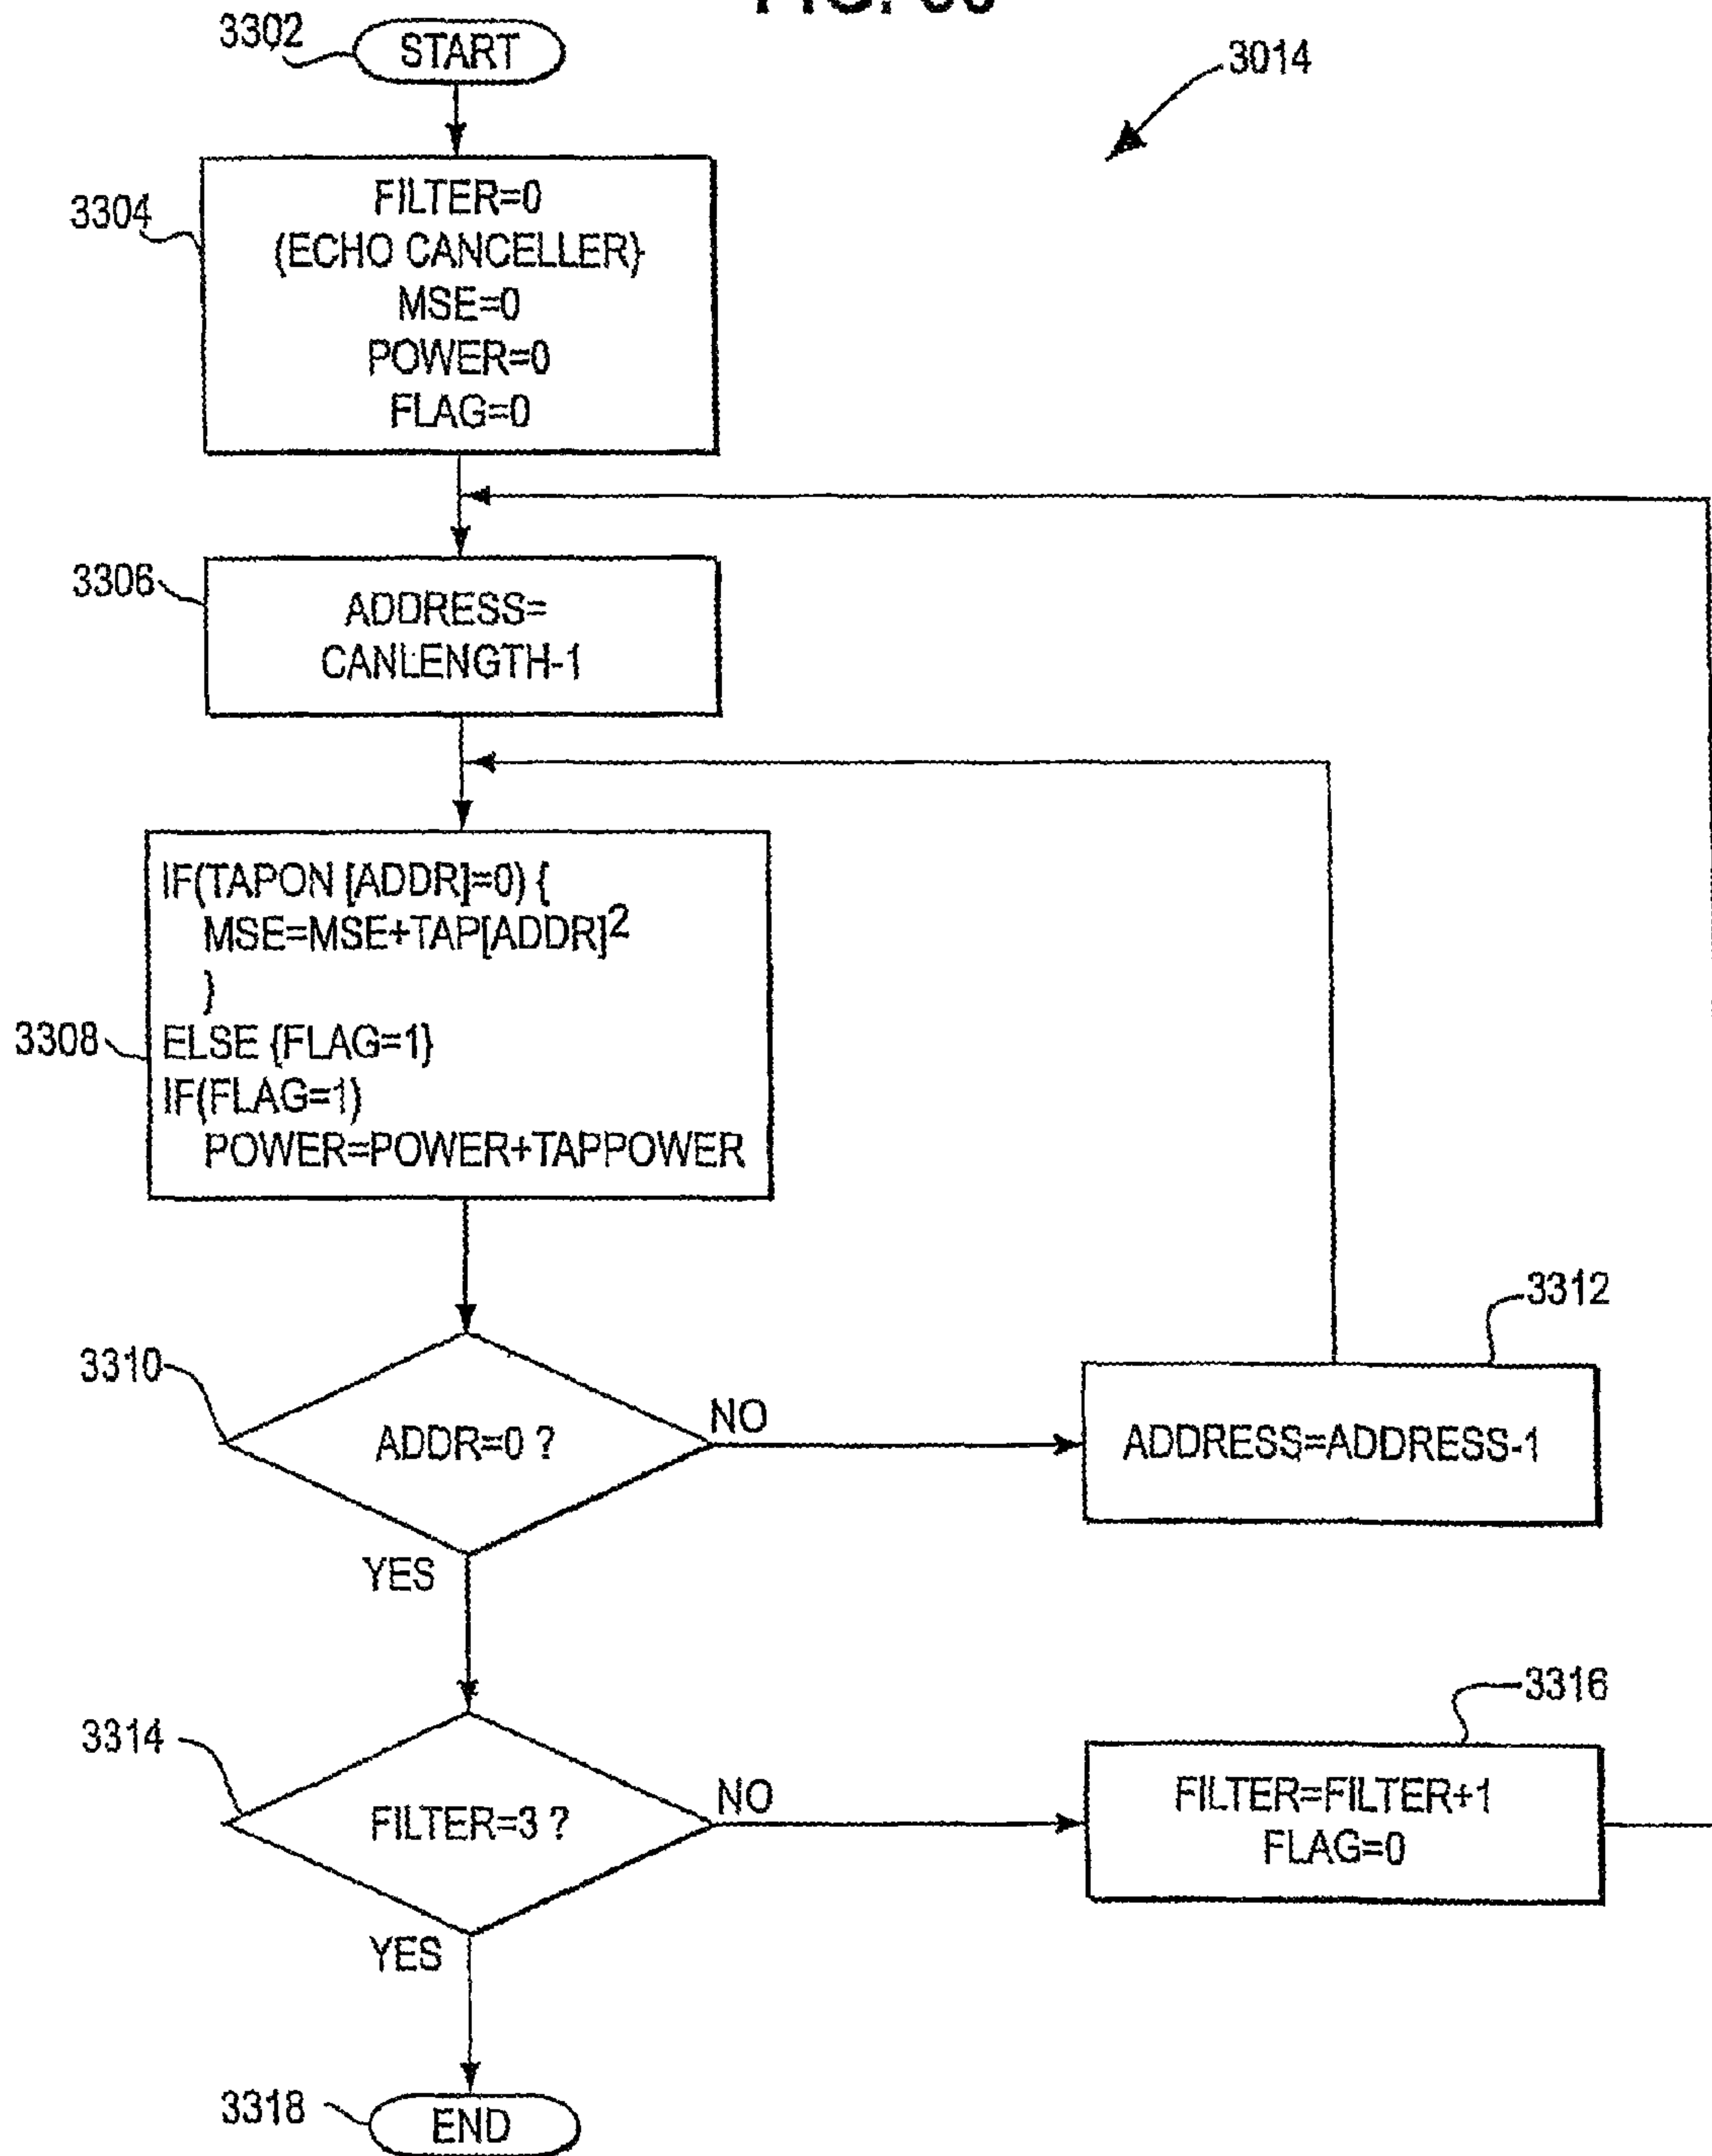 3302
START
3014
3304
FILTER=0
(ECHO CANCELLER}
MSE=0
POWER=0
FLAG=0
3306
ADDRESS=
CANLENGTH-1
IF(TAPON [ADDR]=0) {
MSE=MSE+TAP[ADDR]2
}
3308
ELSE {FLAG=1}
IF(FLAG=1)
POWER=POWER+TAPPOWER
3310
ADDR=0 ?
NO
3312
ADDRESS=ADDRESS-1
YES
3314
FILTER=3 ?
NO
3316
FILTER=FILTER+1
FLAG=0
YES
3318
END